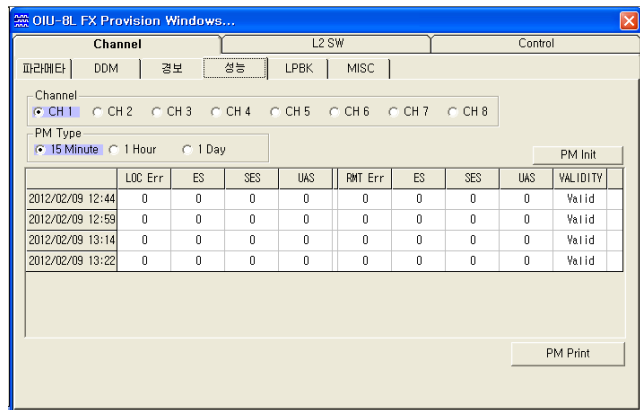 OIU-8L FX Provision Windows...
Channel L2 SW Control
파라메타 DDM 경보 성능 LPBK MISC
Channel
CH 1 CH 2 CH 3 CH 4 CH 5 CH 6 CH 7 CH 8
PM Type
15 Minute 1 Hour 1 Day
PM Init
LOC Err ES SES UAS RMT Err ES SES UAS VALIDITY
2012/02/09 12:44 0 0 0 0 0 0 0 0 Valid
2012/02/09 12:59 0 0 0 0 0 0 0 0 Valid
2012/02/09 13:14 0 0 0 0 0 0 0 0 Valid
2012/02/09 13:22 0 0 0 0 0 0 0 0 Valid
PM Print